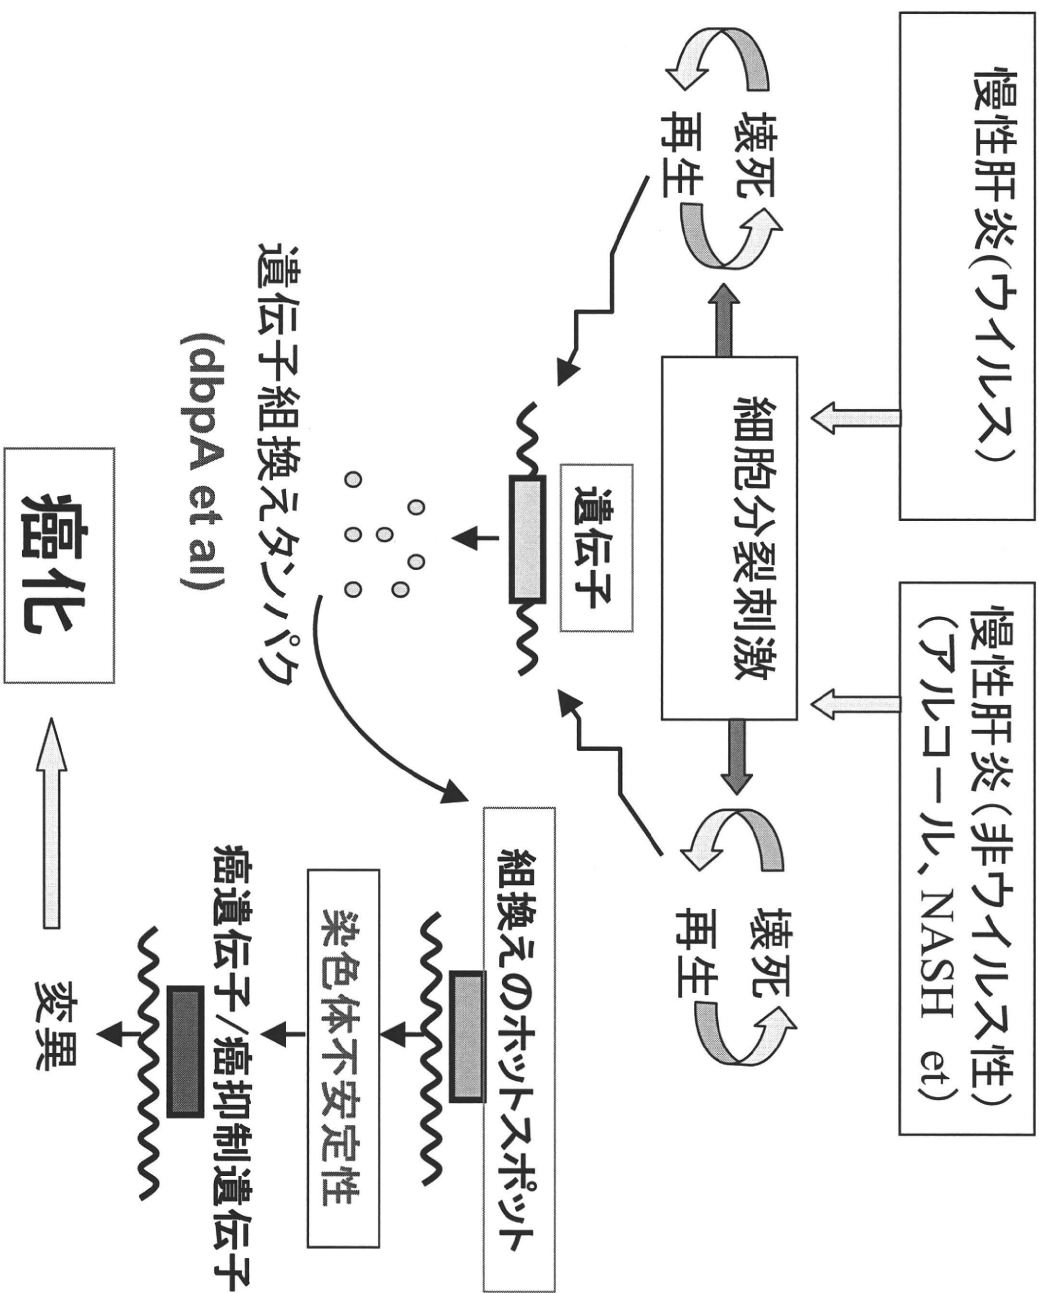 慢性肝炎(ウイルス)
慢性肝炎(非ウイルス性)
(アルコール、NASH et)
細胞分裂刺激
壊死
再生
壊死
再生
遺伝子
遺伝子組換えタンパク
(dbpA et al)
組換えのホットスポット
染色体不安定性
癌遺伝子/癌抑制遺伝子
変異
癌化